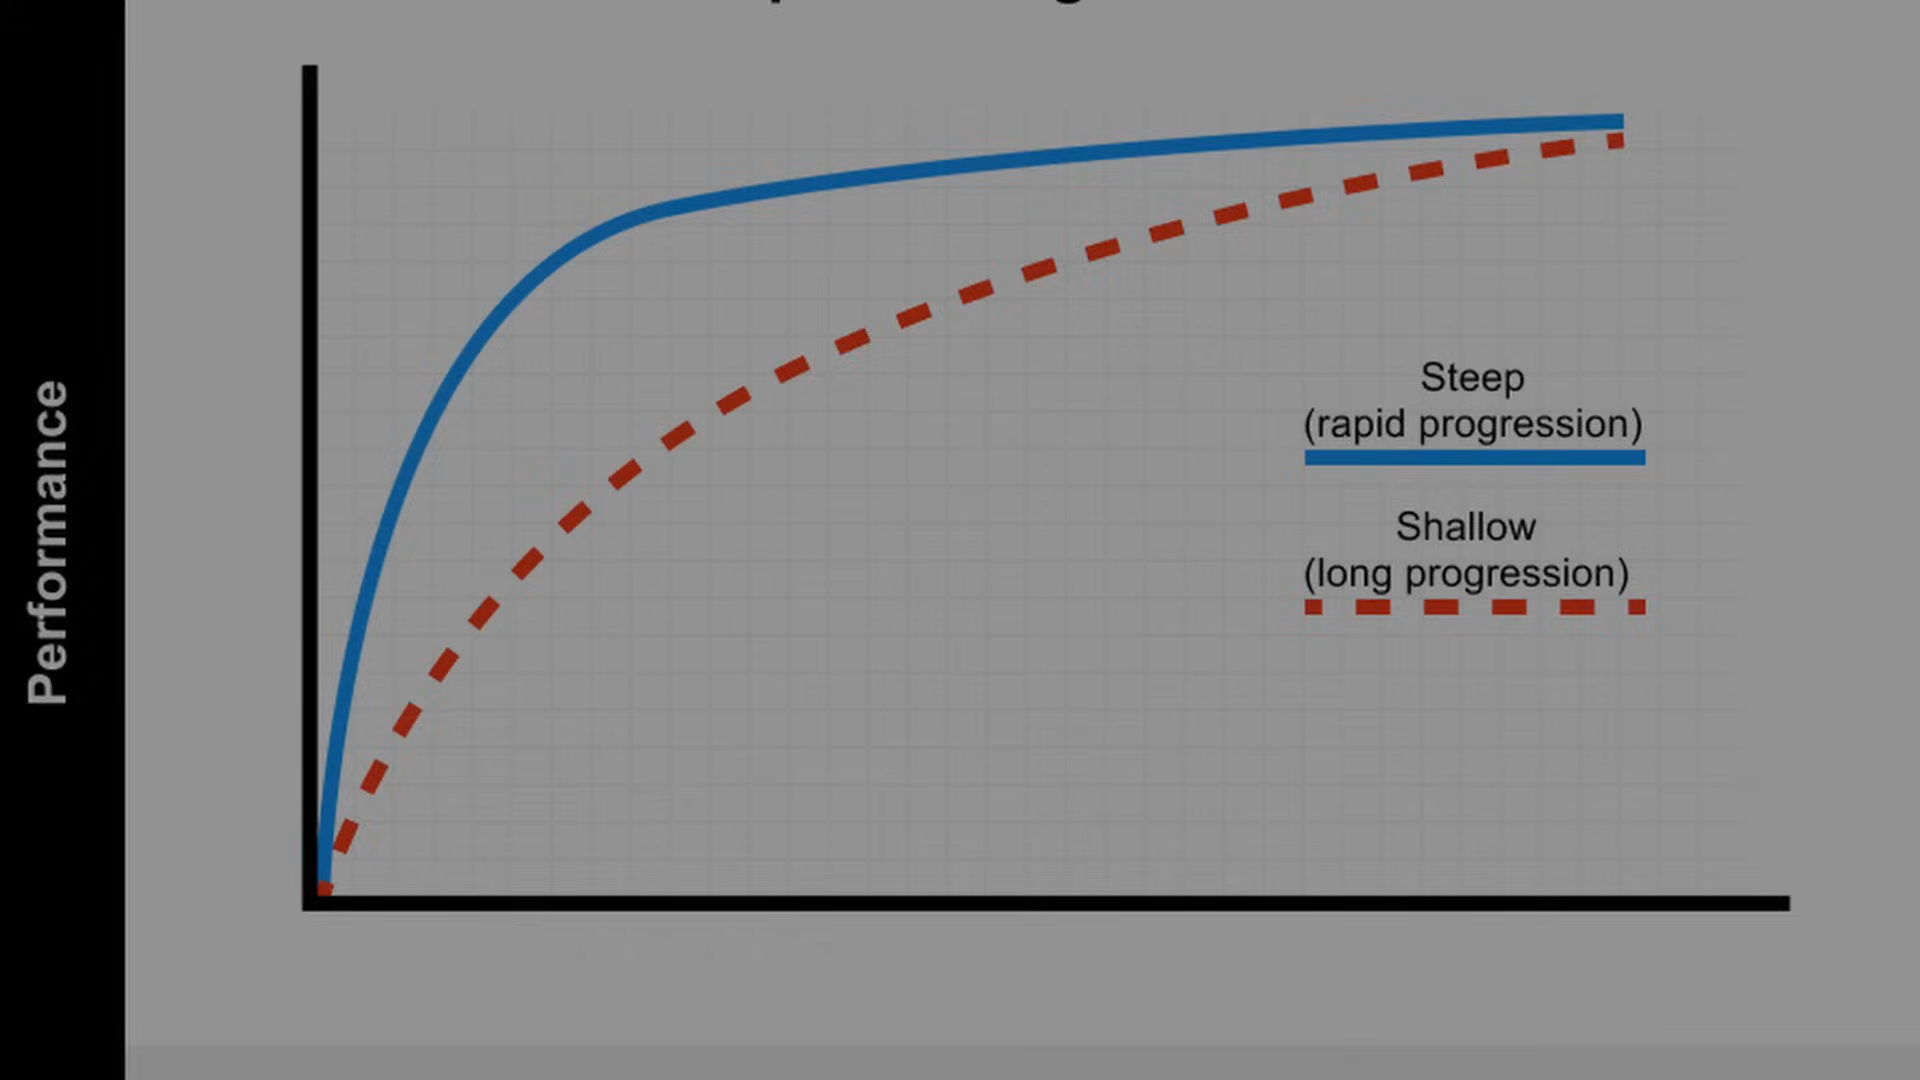 Performance
Steep
(rapid progression)
Shallow
(long progression)